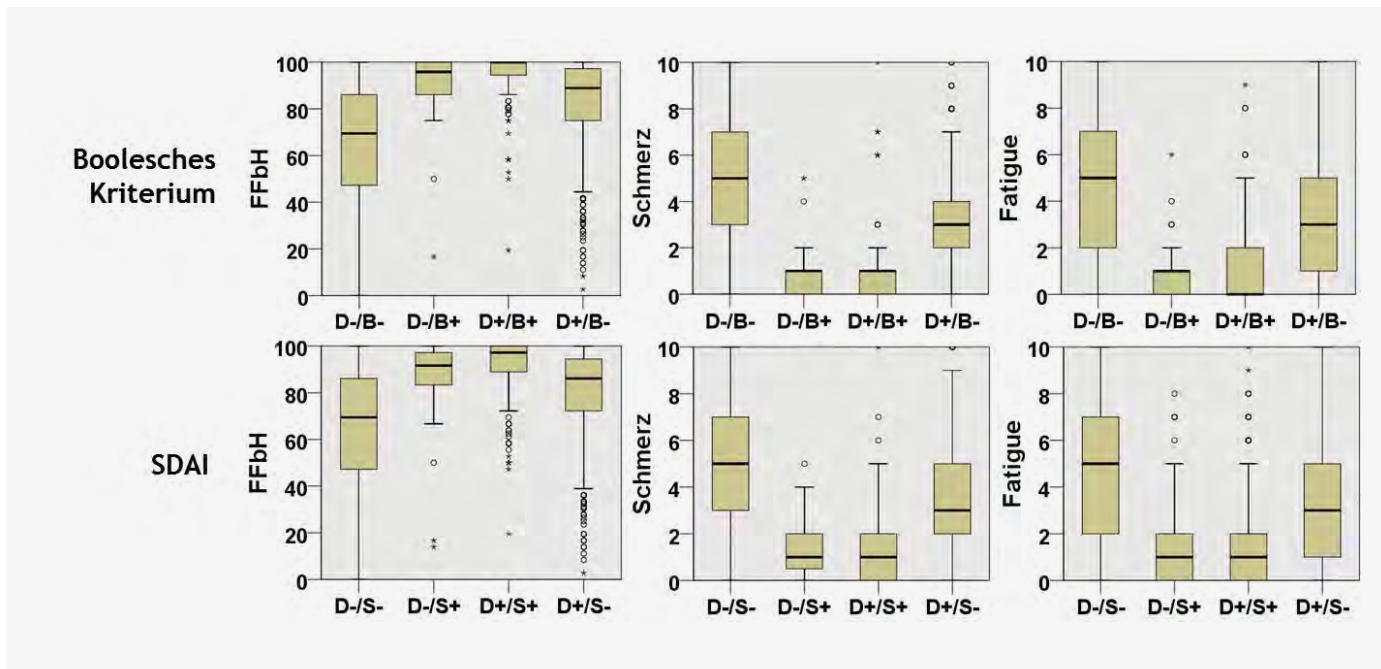 Boolesches
Kriterium
FFbH
100
80
60
40
20
0
D-/B- D-/B+ D+/B+ D+/B-
Schmerz
10
8
6
4
2
0
D-/B- D-/B+ D+/B+ D+/B-
Fatigue
10
8
6
4
2
0
D-/B- D-/B+ D+/B+ D+/B-
SDAI
FFbH
100
80
60
40
20
0
D-/S- D-/S+ D+/S+ D+/S-
Schmerz
10
8
6
4
2
0
D-/S- D-/S+ D+/S+ D+/S-
Fatigue
10
8
6
4
2
0
D-/S- D-/S+ D+/S+ D+/S-